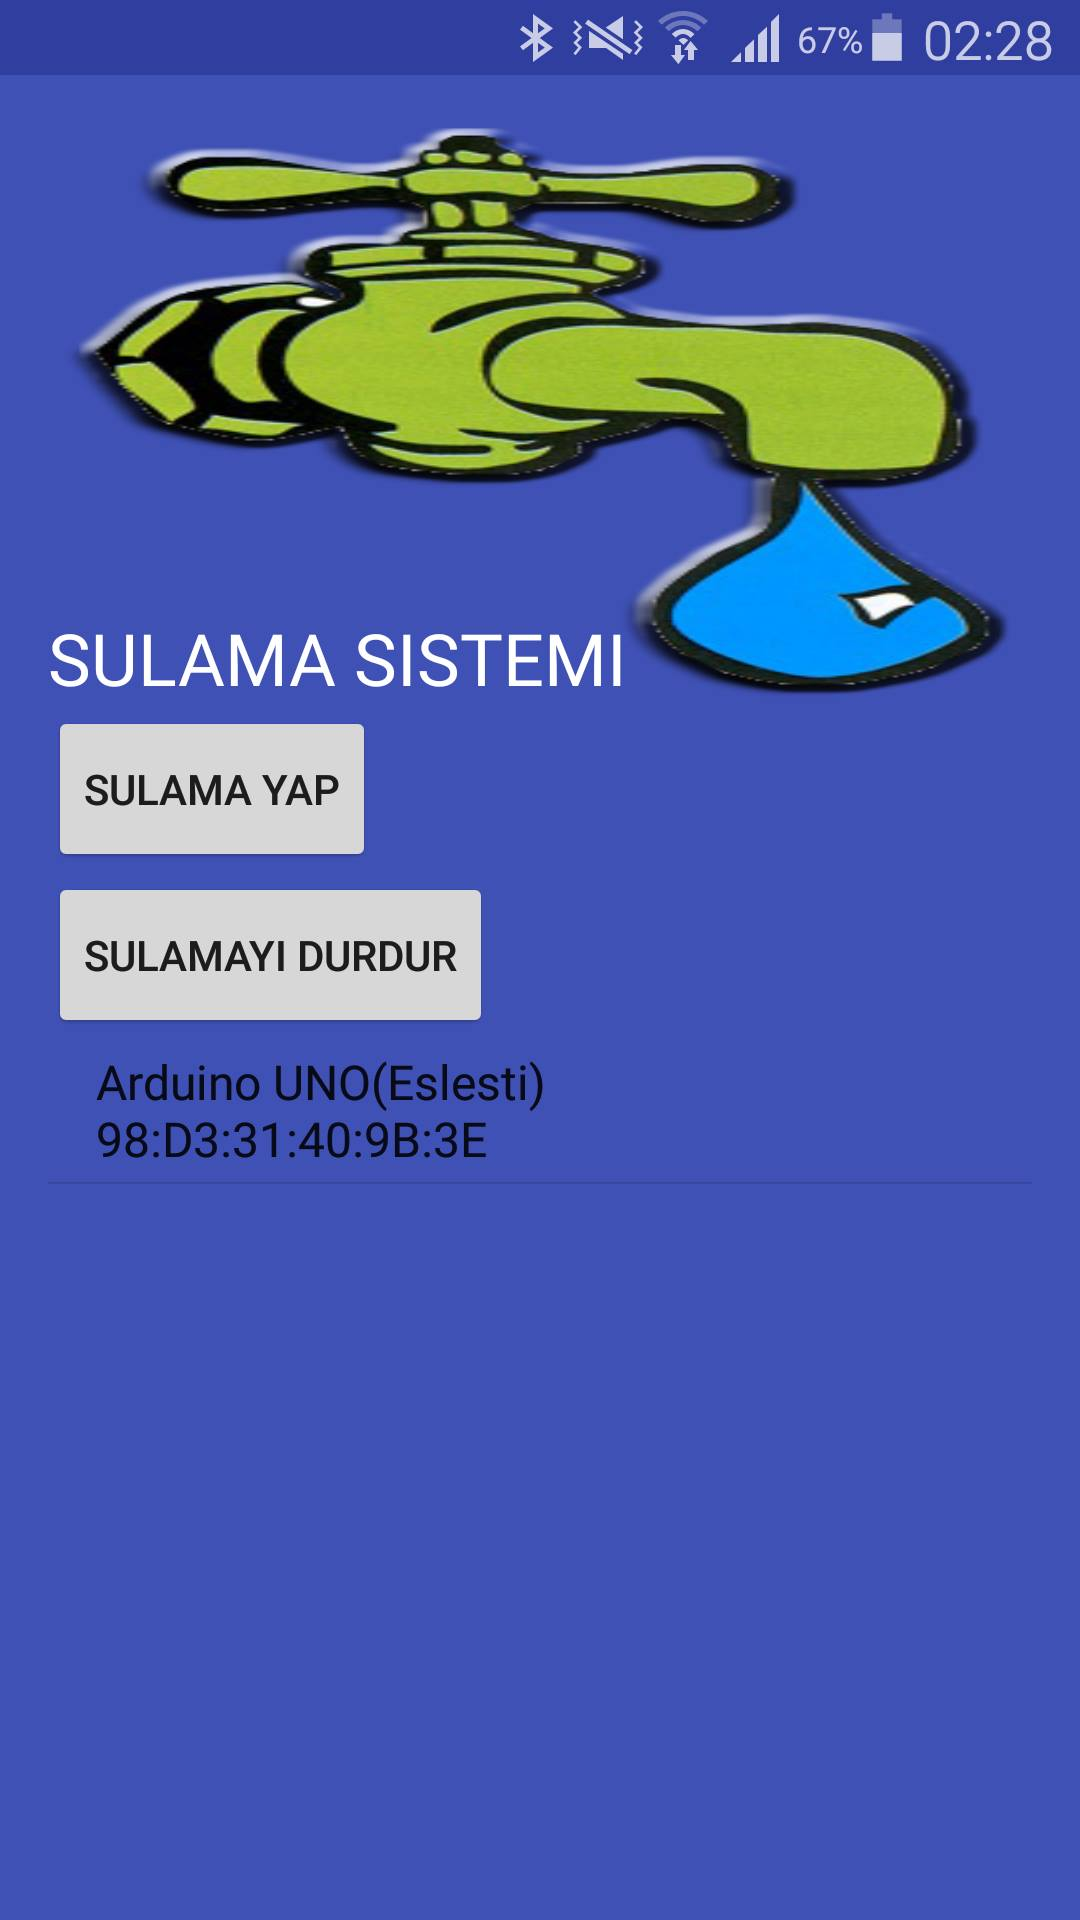 67% 02:28
SULAMA SISTEMI
SULAMA YAP
SULAMAYI DURDUR
Arduino UNO(Eslesti)
98:D3:31:40:9B:3E